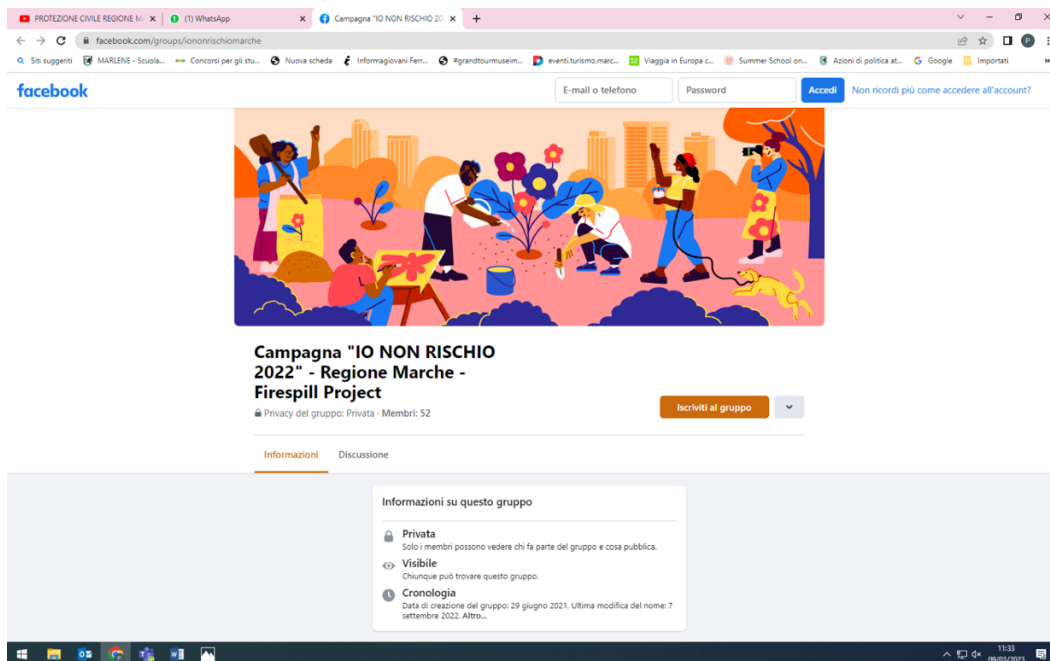 PROTEZIONE CIVILE REGIONE M
(1) WhatsApp
Campagna "IO NON RISCHIO 20
facebook.com/groups/iononrischiomarche
Siti suggeriti MARLENE - Scuola... Concorsi per gli stu... Nuova scheda Informagiovani Ferr... #grandtourmuseim... eventi.turismo.marc... Viaggia in Europa c... Summer School on... Azioni di politica at... Google Importati »
facebook
E-mail o telefono Password Accedi Non ricordi più come accedere all'account?
Campagna "IO NON RISCHIO
2022" - Regione Marche -
Firespill Project
Privacy del gruppo: Privata · Membri: 52
Iscriviti al gruppo
Informazioni Discussione
Informazioni su questo gruppo
Privata
Solo i membri possono vedere chi fa parte del gruppo e cosa pubblica.
Visibile
Chiunque può trovare questo gruppo.
Cronologia
Data di creazione del gruppo: 29 giugno 2021. Ultima modifica del nome: 7
settembre 2022. Altro...
11:33
09/03/2023